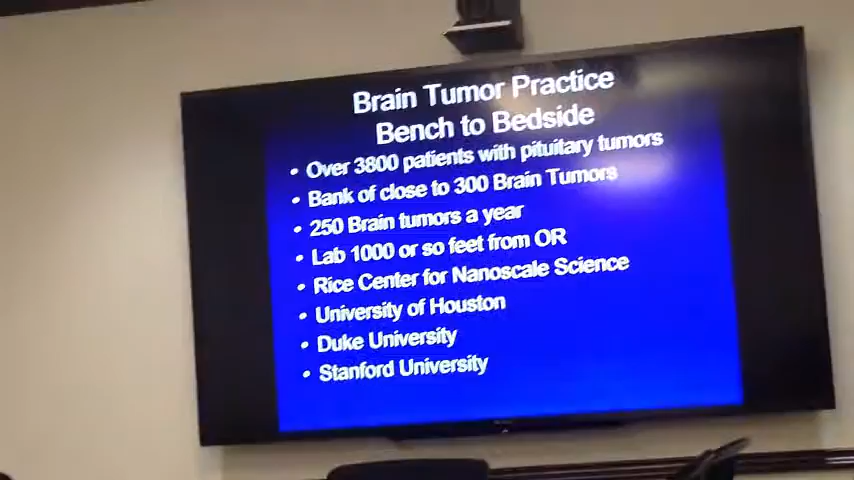 Brain Tumor Practice
Bench to Bedside
• Over 3800 patients with pituitary tumors
• Bank of close to 300 Brain Tumors
• 250 Brain tumors a year
• Lab 1000 or so feet from OR
• Rice Center for Nanoscale Science
• University of Houston
• Duke University
• Stanford University